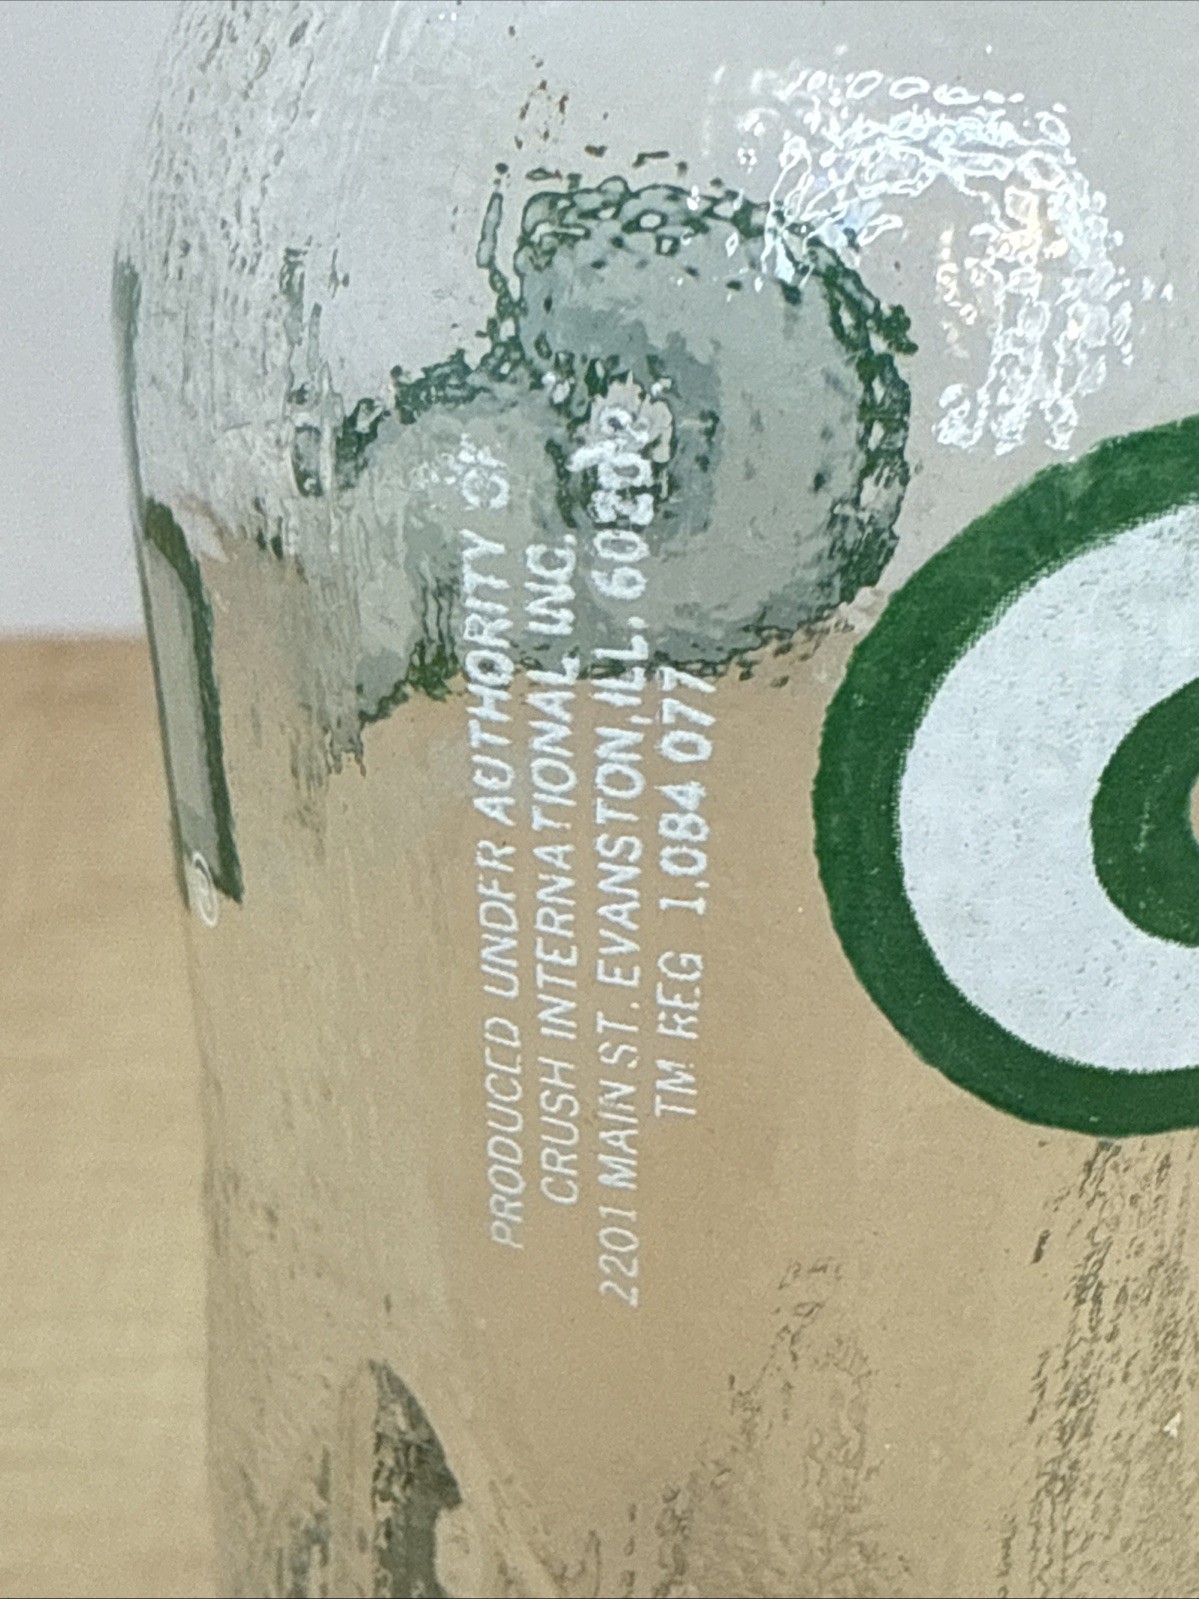 PRODUCED UNDER AUTHORITY OF
CRUSH INTERNATIONAL INC.
2201 MAIN ST. EVANSTON, ILL. 60202
TM REG 1.084 077
®